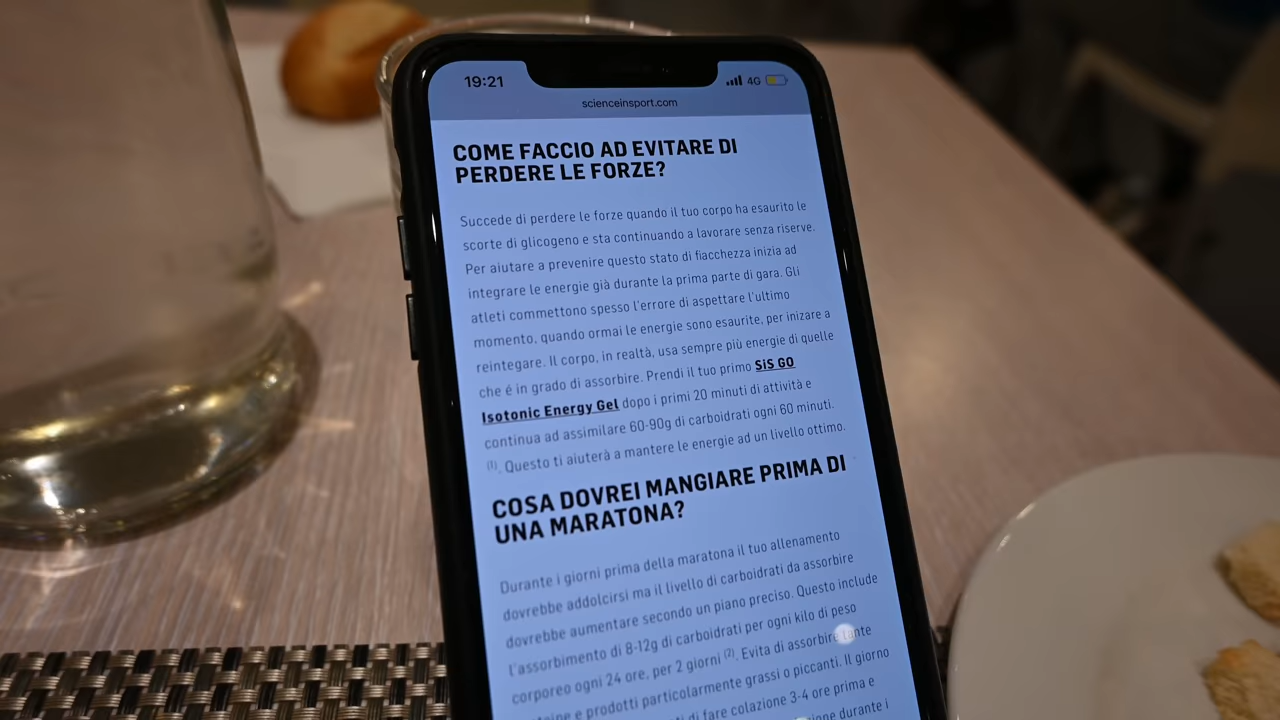 19:21
4G
scienceinsport.com
COME FACCIO AD EVITARE DI
PERDERE LE FORZE?
Succede di perdere le forze quando il tuo corpo ha esaurito le
scorte di glicogeno e sta continuando a lavorare senza riserve.
Per aiutare a prevenire questo stato di fiacchezza inizia ad
integrare le energie già durante la prima parte di gara. Gli
atleti commettono spesso l'errore di aspettare l'ultimo
momento, quando ormai le energie sono esaurite, per inizare a
reintegare. Il corpo, in realtà, usa sempre più energie di quelle
che é in grado di assorbire. Prendi il tuo primo SiS GO
Isotonic Energy Gel dopo i primi 20 minuti di attività e
continua ad assimilare 60-90g di carboidrati ogni 60 minuti.
(1). Questo ti aiuterà a mantere le energie ad un livello ottimo.
COSA DOVREI MANGIARE PRIMA DI
UNA MARATONA?
Durante i giorni prima della maratona il tuo allenamento
dovrebbe addolcirsi ma il livello di carboidrati da assorbire
dovrebbe aumentare secondo un piano preciso. Questo include
l'assorbimento di 8-12g di carboidrati per ogni kilo di peso
corporeo ogni 24 ore, per 2 giorni (2). Evita di assorbire tante
e prodotti particolarmente grassi o piccanti. Il giorno
di fare colazione 3-4 ore prima e
durante i